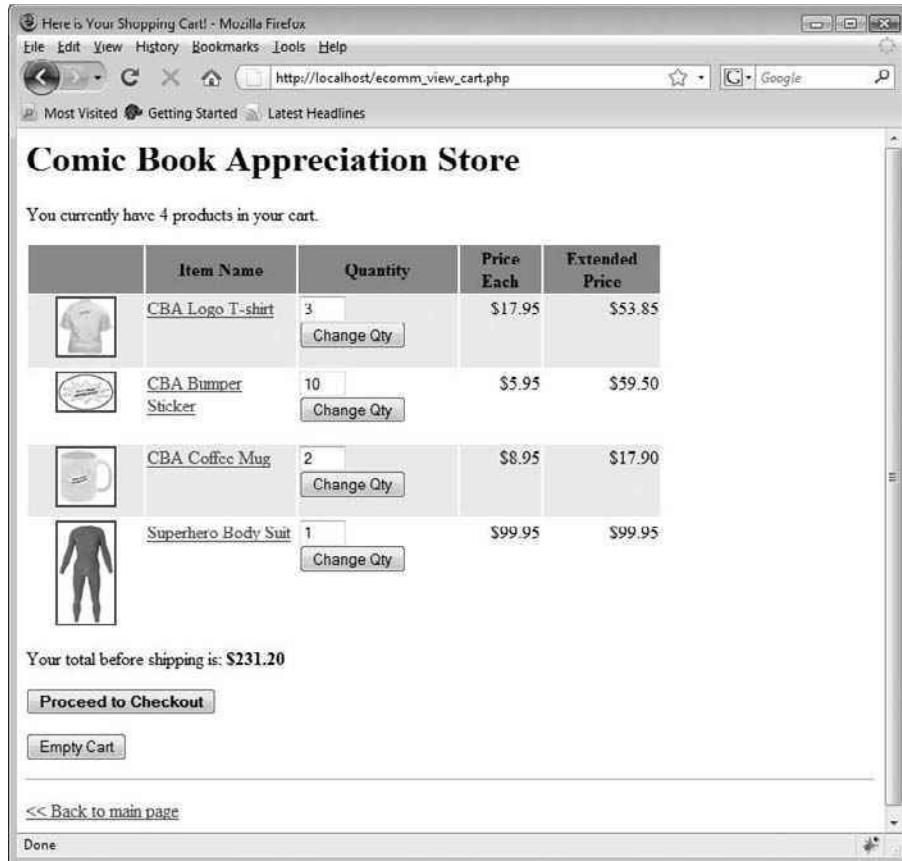 Here is Your Shopping Cart! - Mozilla Firefox
File Edit View History Bookmarks Tools Help
http://localhost/ecomm_view_cart.php
Google
Most Visited Getting Started Latest Headlines
Comic Book Appreciation Store
You currently have 4 products in your cart.
Item Name Quantity Price Each Extended Price
CBA Logo T-shirt 3 $17.95 $53.85
Change Qty
CBA Bumper 10 $5.95 $59.50
Sticker Change Qty
CBA Coffee Mug 2 $8.95 $17.90
Change Qty
Superhero Body Suit 1 $99.95 $99.95
Change Qty
Your total before shipping is: $231.20
Proceed to Checkout
Empty Cart
<< Back to main page
Done